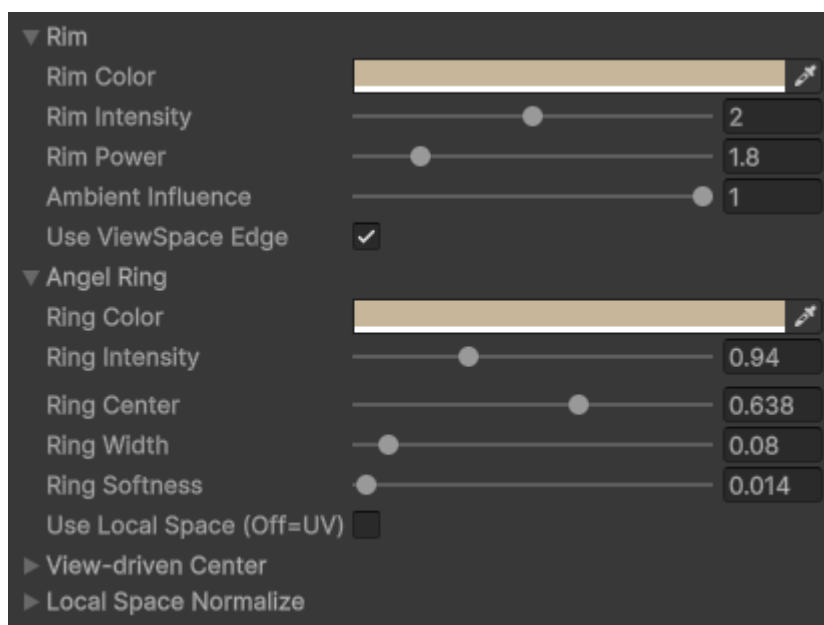 Rim
Rim Color
Rim Intensity 2
Rim Power 1.8
Ambient Influence 1
Use ViewSpace Edge
Angel Ring
Ring Color
Ring Intensity 0.94
Ring Center 0.638
Ring Width 0.08
Ring Softness 0.014
Use Local Space (Off=UV)
View-driven Center
Local Space Normalize